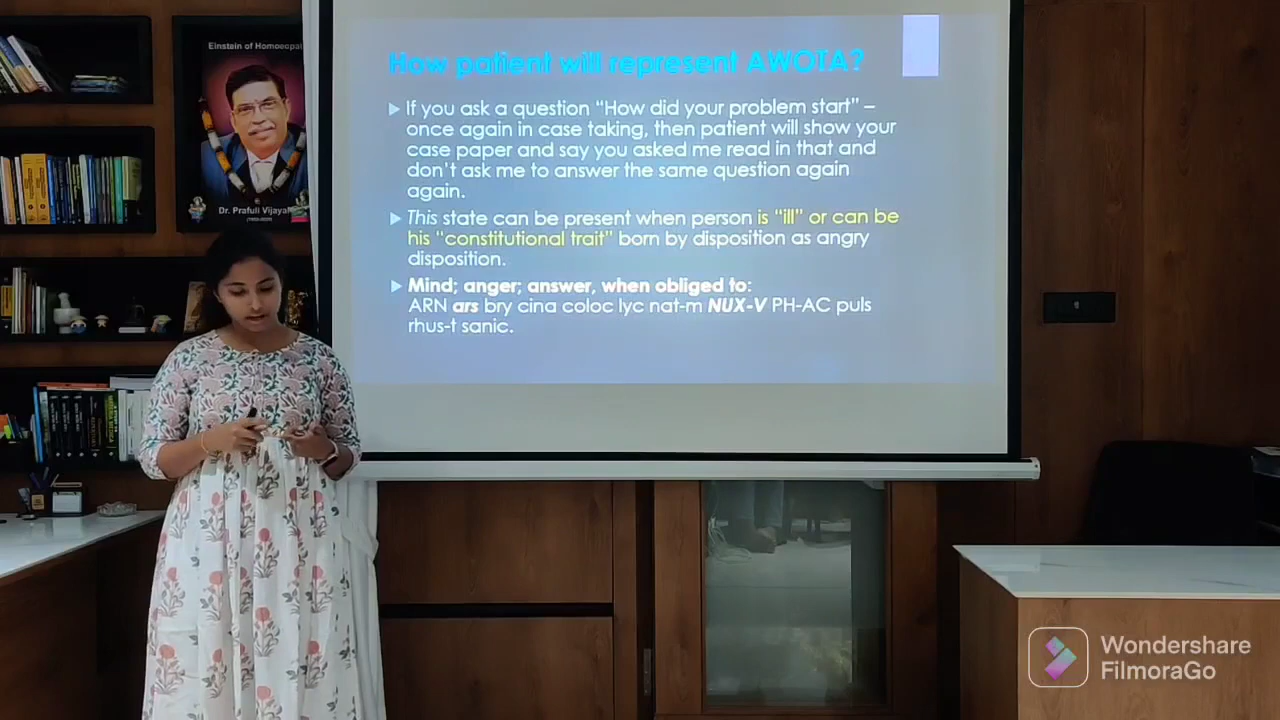 Einstein of Homoeopat
Dr. Prafull Vijayak
How patient will represent AWOTA?
If you ask a question “How did your problem start” –
once again in case taking, then patient will show your
case paper and say you asked me read in that and
don’t ask me to answer the same question again
again.
This state can be present when person is “ill” or can be
his “constitutional trait” born by disposition as angry
disposition.
Mind; anger; answer, when obliged to:
ARN ars bry cina coloc lyc nat-m NUX-V PH-AC puls
rhus-t sanic.
Wondershare
FilmoraGo